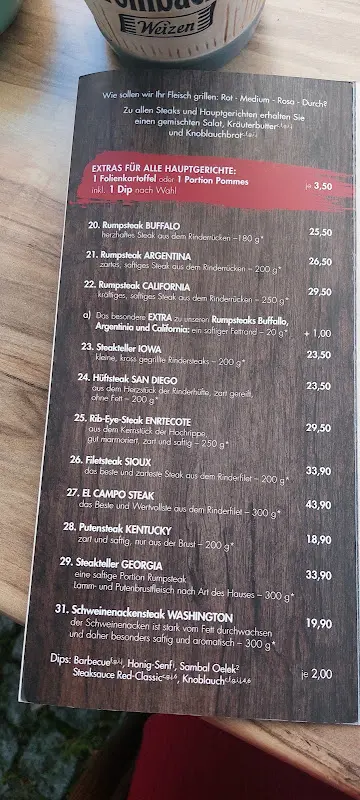 Weizen
Wie sollen wir Ihr Fleisch grillen: Rot - Medium - Rosa - Durch?
Zu allen Steaks und Hauptgerichten erhalten Sie
einen gemischten Salat, Kräuterbutter
und Knoblauchbrot
EXTRAS FÜR ALLE HAUPTGERICHTE:
1 Folienkartoffel oder 1 Portion Pommes
inkl. 1 Dip nach Wahl je 3,50
20. Rumpsteak BUFFALO 25,50
herzhaftes Steak aus dem Rinderrücken –180 g*
21. Rumpsteak ARGENTINA 26,50
zartes, saftiges Steak aus dem Rinderrücken – 200 g*
22. Rumpsteak CALIFORNIA 29,50
kräftiges, saftiges Steak aus dem Rinderrücken – 250 g*
a) Das besondere EXTRA zu unseren Rumpsteaks Buffallo,
Argentinia und California: ein saftiger Fettrand – 20 g* + 1,00
23. Steakteller IOWA 23,50
kleine, kross gegrillte Rindersteaks – 200 g*
24. Hüftsteak SAN DIEGO 23,50
aus dem Herzstück der Rinderhüfte, zart gereift,
ohne Fett – 200 g*
25. Rib-Eye-Steak ENRTECOTE 29,50
aus dem Kernstück der Hochrippe,
gut marmoriert, zart und saftig – 250 g*
26. Filetsteak SIOUX 33,90
das beste und zarteste Steak aus dem Rinderfilet – 200 g*
27. EL CAMPO STEAK 43,90
das Beste und Wertvollste aus dem Rinderfilet – 300 g*
28. Putensteak KENTUCKY 18,90
zart und saftig, nur aus der Brust – 200 g*
29. Steakteller GEORGIA 33,90
eine saftige Portion Rumpsteak
Lamm- und Putenbrustfleisch nach Art des Hauses – 300 g*
31. Schweinenackensteak WASHINGTON 19,90
der Schweinenacken ist stark vom Fett durchwachsen
und daher besonders saftig und aromatisch – 300 g*
Dips: Barbecue, Honig-Senf, Sambal Oelek² je 2,00
Steaksauce Red-Classic, Knoblauch